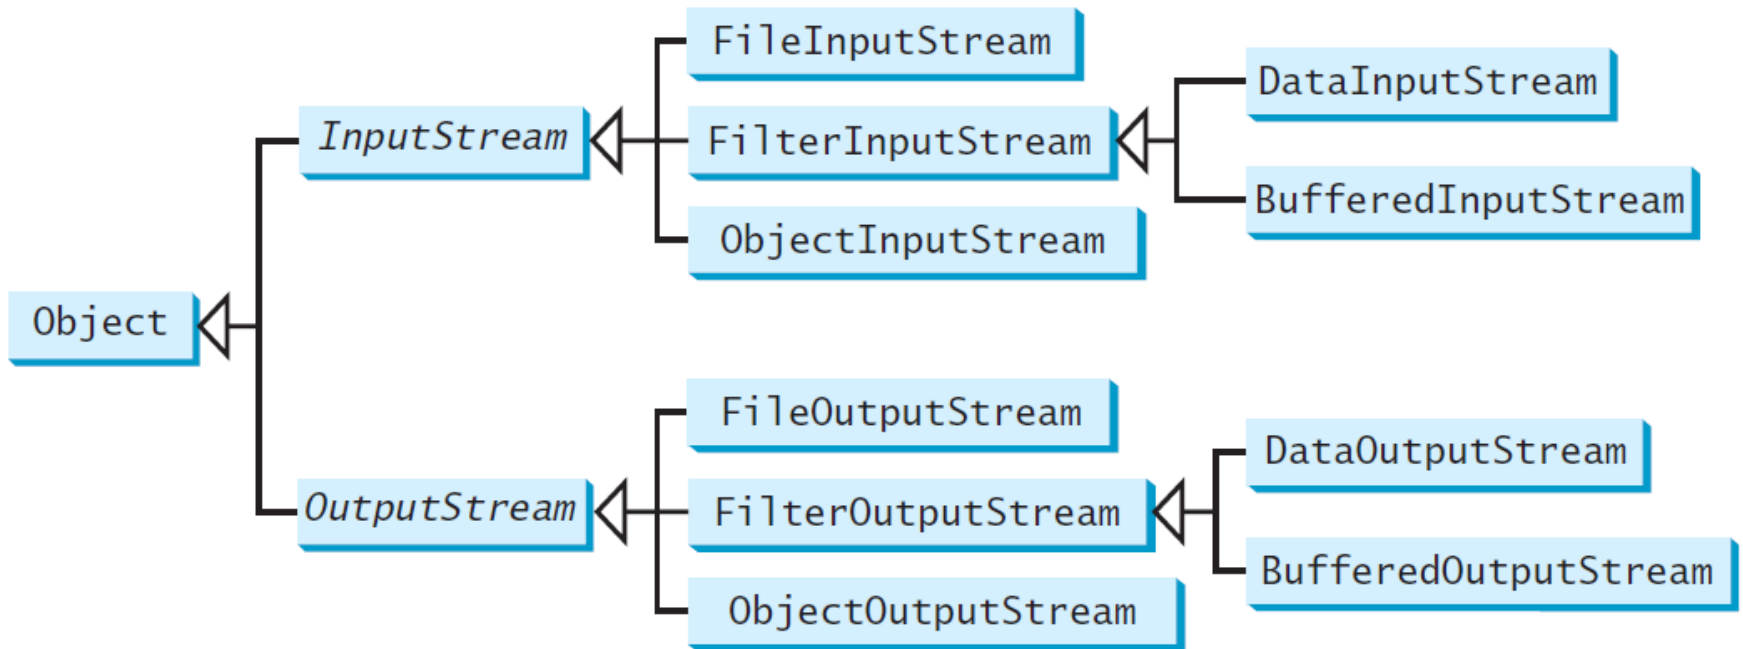 FileInputStream
DataInputStream
InputStream
FilterInputStream
BufferedInputStream
ObjectInputStream
Object
FileOutputStream
DataOutputStream
OutputStream
FilterOutputStream
BufferedOutputStream
ObjectOutputStream